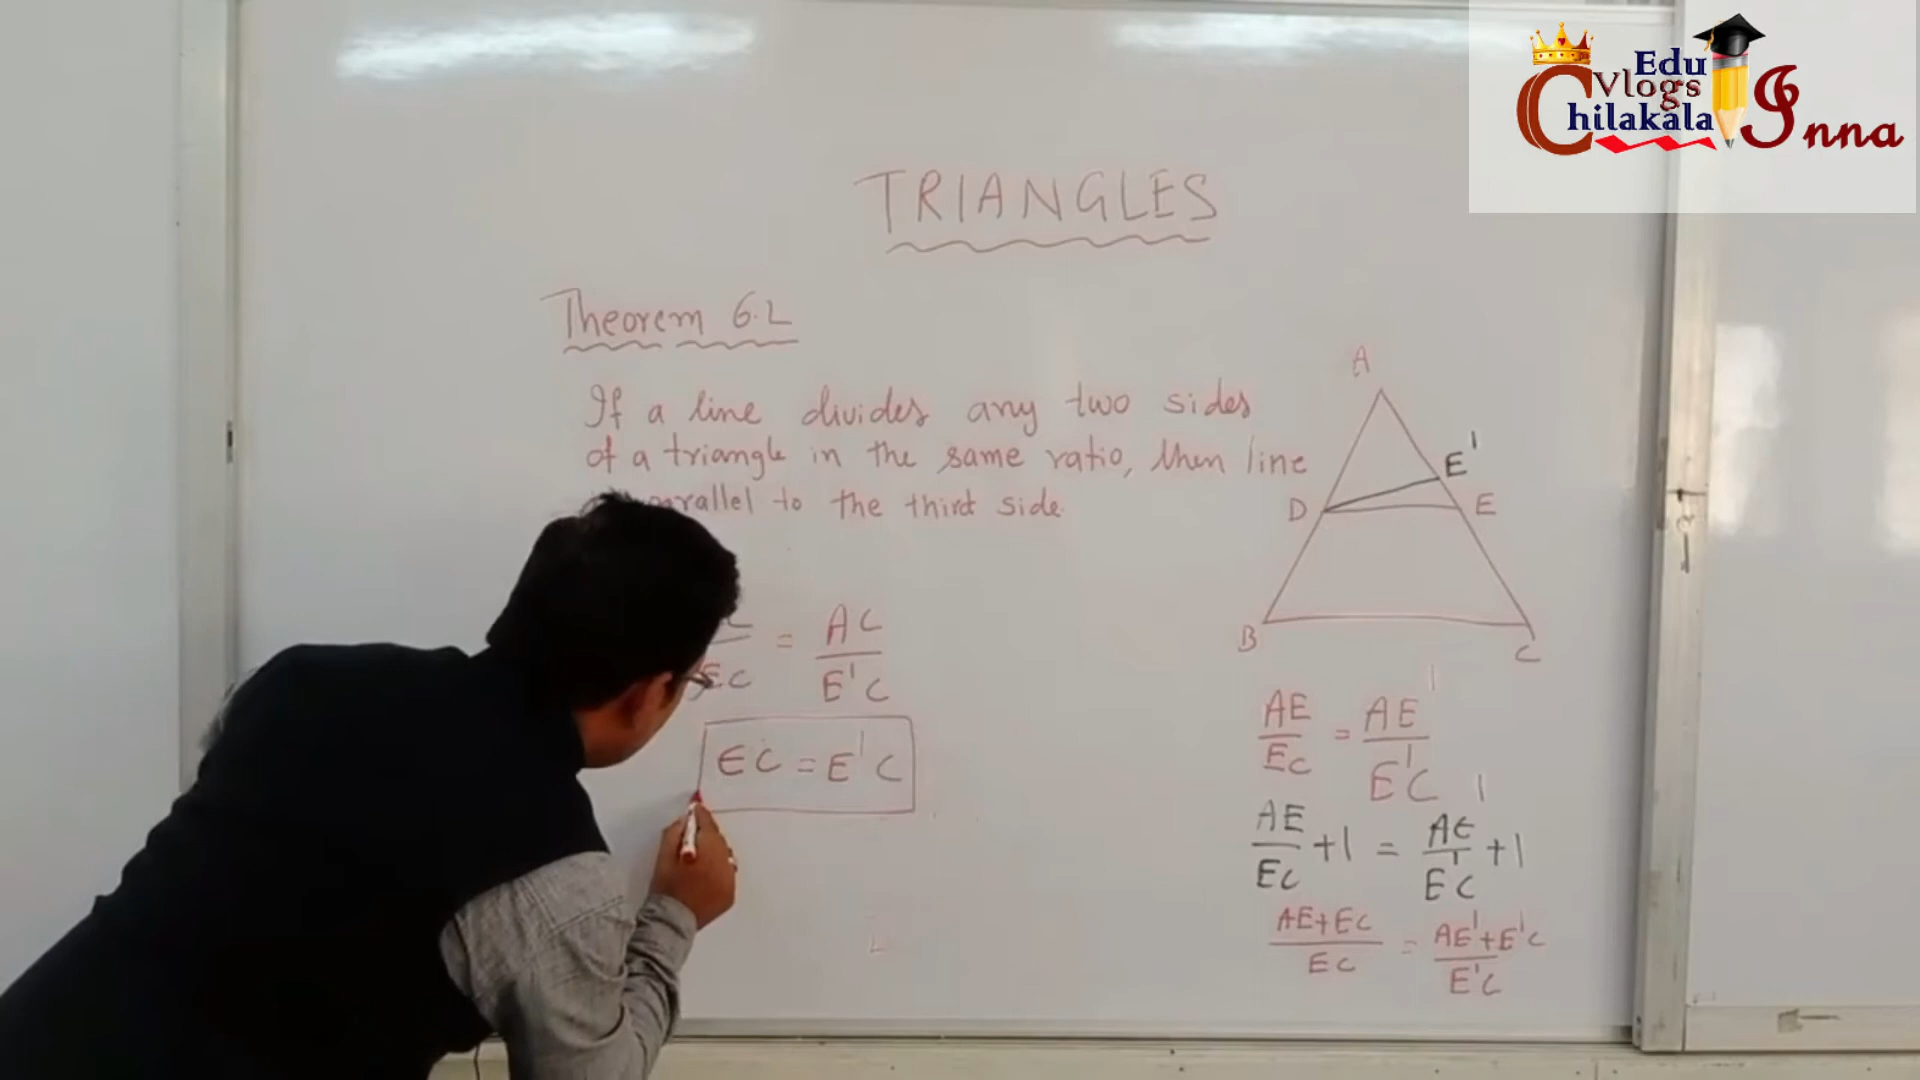 Edu
Vlogs
Chilakala Inna
TRIANGLES
Theorem 6.2
If a line divides any two sides
of a triangle in the same ratio, then line
parallel to the third side.
A
E'
D
E
B
C
EC = AC
E'C
EC = E'C
AE/EC = AE'/E'C
AE/EC +1 = AE'/E'C +1
AE+EC/EC = AE'+E'C/E'C